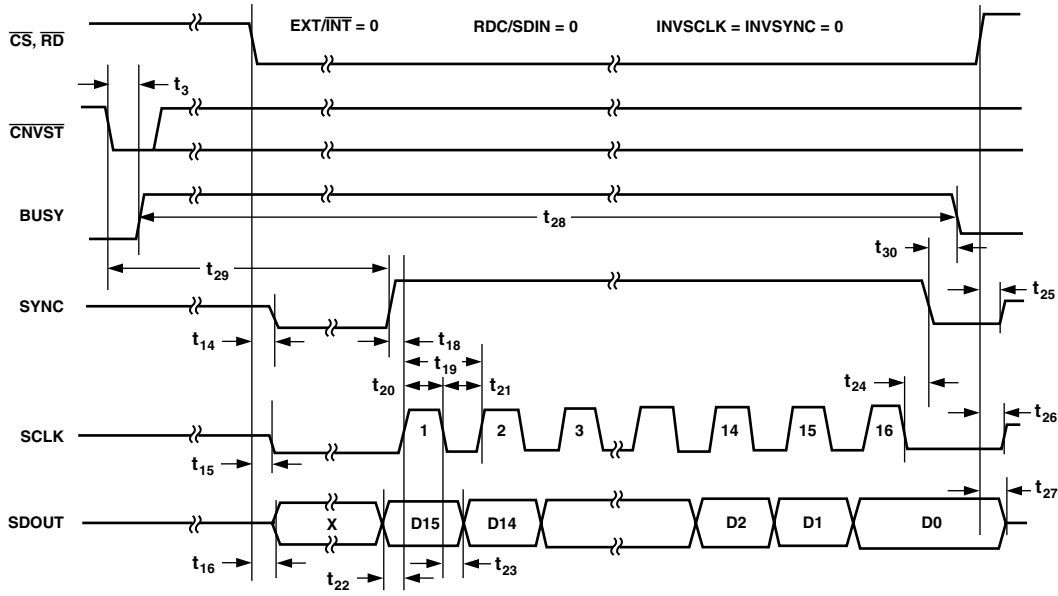 EXT/INT = 0 RDC/SDIN = 0 INVSCLK = INVSYNC = 0
CS, RD
t3
CNVST
BUSY
t28
t30
t29
t25
SYNC
t14
t18
t19
t20 t21
t24
t26
SCLK
1 2 3 14 15 16
t15
t27
SDOUT
X D15 D14 D2 D1 D0
t16
t22
t23